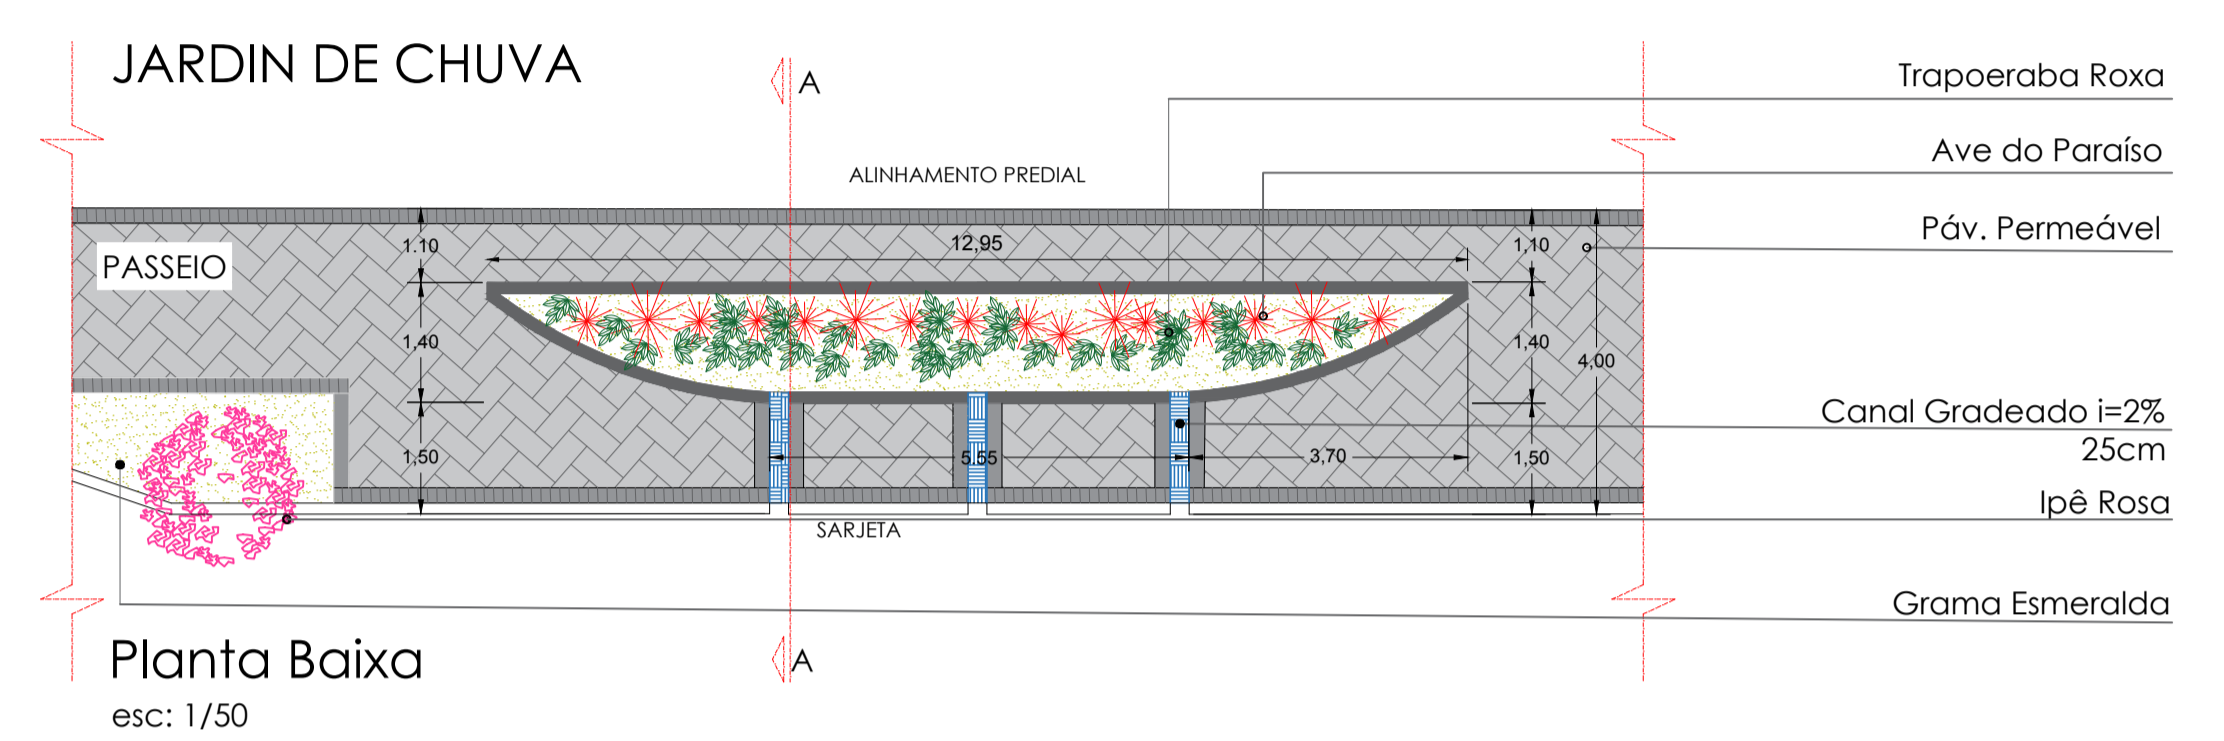 JARDIN DE CHUVA
A
Trapoeraba Roxa
Ave do Paraíso
ALINHAMENTO PREDIAL
Páv. Permeável
PASSEIO
1.10
12,95
1,10
1,40
1,40
4,00
Canal Gradeado i=2%
25cm
1,50
5.55
3,70
1,50
Ipê Rosa
SARJETA
Grama Esmeralda
Planta Baixa
A
esc: 1/50